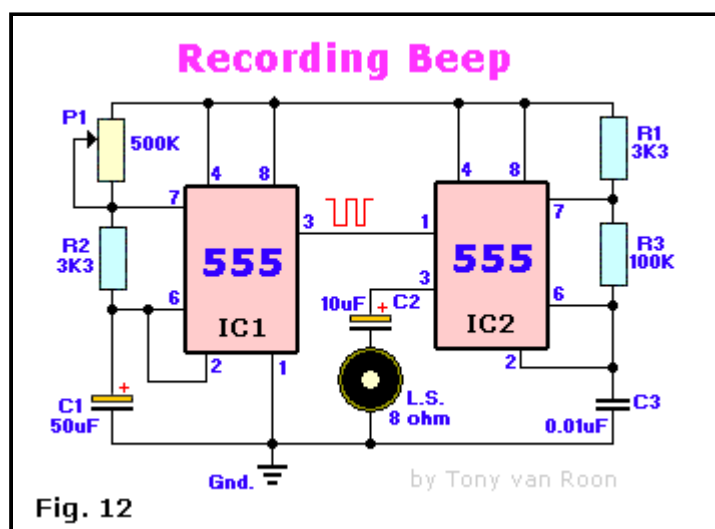 Recording Beep
P1
500K
4
8
4
8
R1
3K3
7
3
1
7
R2
3K3
555
555
R3
100K
3
6
10uF
+
C2
6
IC1
IC2
2
1
2
+
C1
50uF
L.S.
8 ohm
C3
0.01uF
Gnd.
by Tony van Roon
Fig. 12